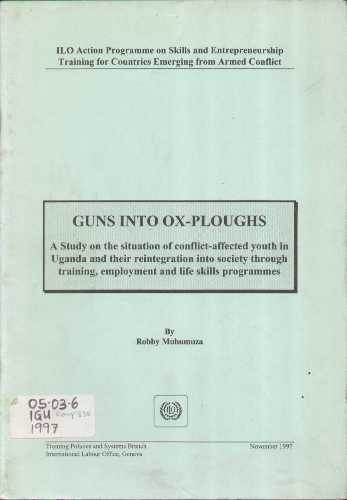 ILO Action Programme on Skills and Entrepreneurship
Training for Countries Emerging from Armed Conflict
GUNS INTO OX-PLOUGHS
A Study on the situation of conflict-affected youth in
Uganda and their reintegration into society through
training, employment and life skills programmes
By
Robby Muhumuza
05-03-6
IGU
1997
Training Policies and Systems Branch
International Labour Office, Geneva
November 1997